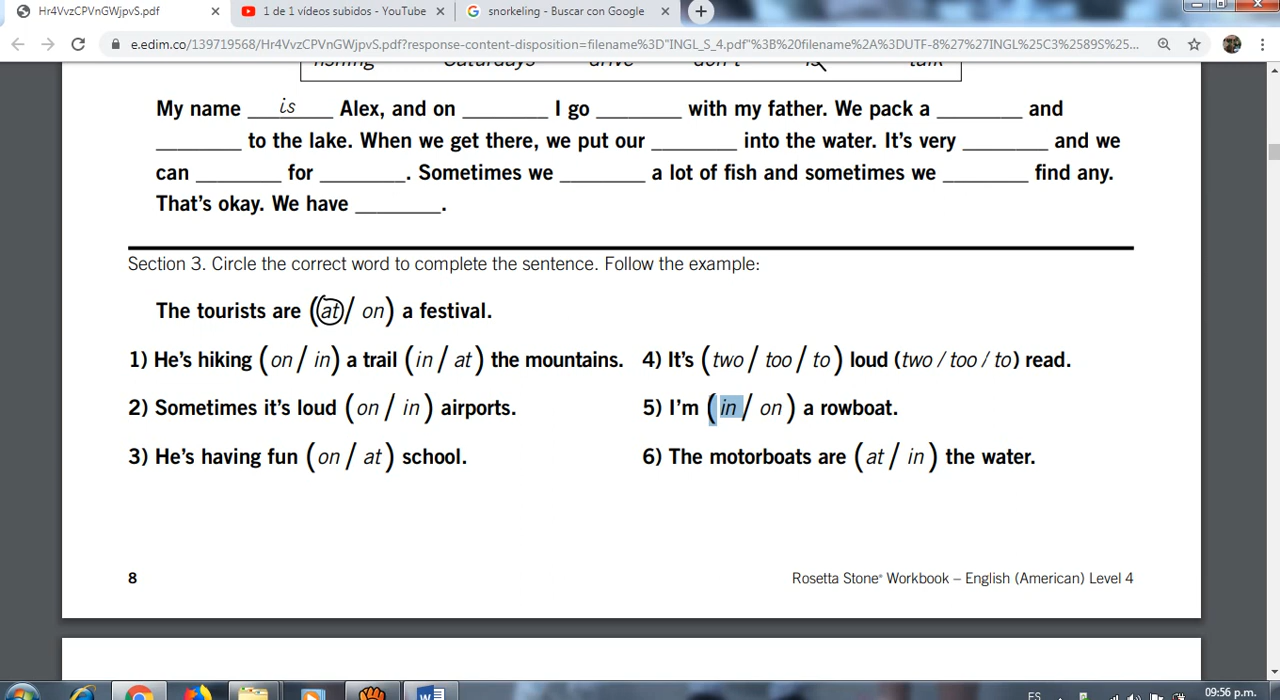 Hr4VvzCPVnGWjpvS.pdf
1 de 1 vídeos subidos - YouTube
snorkeling - Buscar con Google
e.edim.co/139719568/Hr4VvzCPVnGWjpvS.pdf?response-content-disposition=filename%3D"INGL_S_4.pdf"%3B%20filename%2A%3DUTF-8%27%27INGL%25C3%2589S%25...
fishing Saturdays drive don't is talk
My name is Alex, and on ________ I go ________ with my father. We pack a ________ and
________ to the lake. When we get there, we put our ________ into the water. It's very ________ and we
can ________ for ________. Sometimes we ________ a lot of fish and sometimes we ________ find any.
That's okay. We have ________.
Section 3. Circle the correct word to complete the sentence. Follow the example:
The tourists are (at / on) a festival.
1) He's hiking (on / in) a trail (in / at) the mountains.
2) Sometimes it's loud (on / in) airports.
3) He's having fun (on / at) school.
4) It's (two / too / to) loud (two / too / to) read.
5) I'm (in / on) a rowboat.
6) The motorboats are (at / in) the water.
8
Rosetta Stone® Workbook – English (American) Level 4
ES
09:56 p.m.